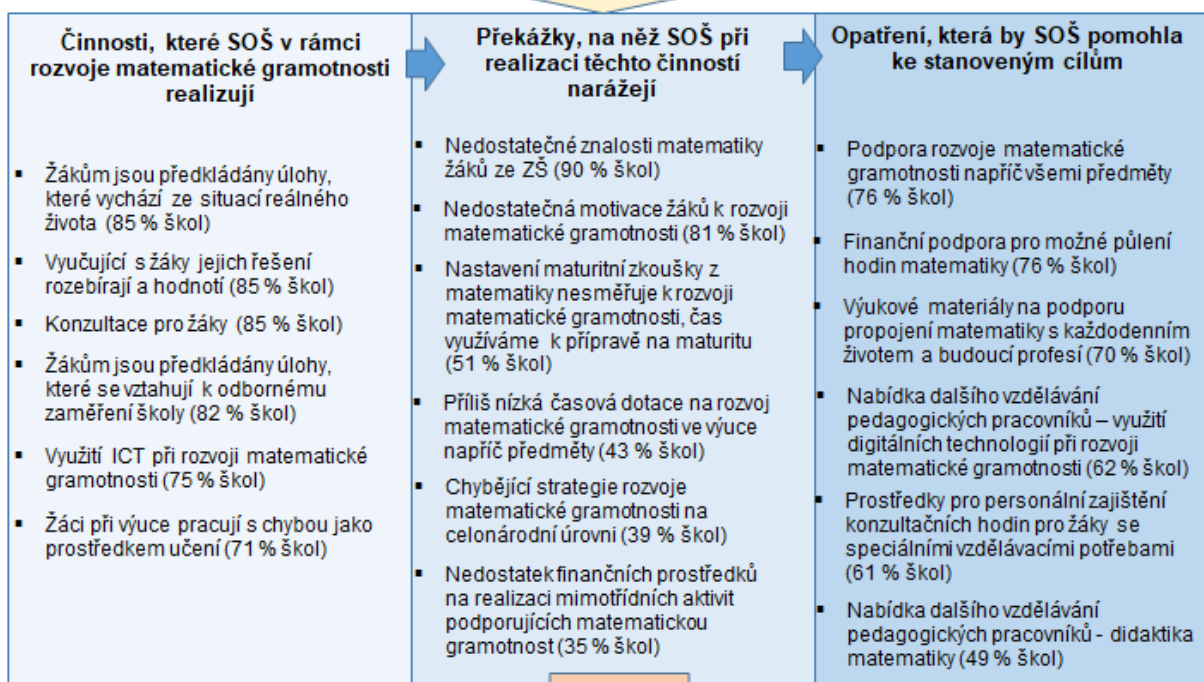 Činnosti, které SOŠ v rámci
rozvoje matematické gramotnosti
realizují
▪ Žákům jsou předkládány úlohy,
které vychází ze situací reálného
života (85 % škol)
▪ Vyučující s žáky jejich řešení
rozebírají a hodnotí (85 % škol)
▪ Konzultace pro žáky (85 % škol)
▪ Žákům jsou předkládány úlohy,
které se vztahují k odbornému
zaměření školy (82 % škol)
▪ Využití ICT při rozvoji matematické
gramotnosti (75 % škol)
▪ Žáci při výuce pracují s chybou jako
prostředkem učení (71 % škol)
Překážky, na něž SOŠ při
realizaci těchto činností
narážejí
▪ Nedostatečné znalosti matematiky
žáků ze ZŠ (90 % škol)
▪ Nedostatečná motivace žáků k rozvoji
matematické gramotnosti (81 % škol)
▪ Nastavení maturitní zkoušky z
matematiky nesměřuje k rozvoji
matematické gramotnosti, čas
využíváme k přípravě na maturitu
(51 % škol)
▪ Příliš nízká časová dotace na rozvoj
matematické gramotnosti ve výuce
napříč předměty (43 % škol)
▪ Chybějící strategie rozvoje
matematické gramotnosti na
celonárodní úrovni (39 % škol)
▪ Nedostatek finančních prostředků
na realizaci mimotřídních aktivit
podporujících matematickou
gramotnost (35 % škol)
Opatření, která by SOŠ pomohla
ke stanoveným cílům
▪ Podpora rozvoje matematické
gramotnosti napříč všemi předměty
(76 % škol)
▪ Finanční podpora pro možné půlení
hodin matematiky (76 % škol)
▪ Výukové materiály na podporu
propojení matematiky s každodenním
životem a budoucí profesí (70 % škol)
▪ Nabídka dalšího vzdělávání
pedagogických pracovníků – využití
digitálních technologií při rozvoji
matematické gramotnosti (62 % škol)
▪ Prostředky pro personální zajištění
konzultačních hodin pro žáky se
speciálními vzdělávacími potřebami
(61 % škol)
▪ Nabídka dalšího vzdělávání
pedagogických pracovníků - didaktika
matematiky (49 % škol)